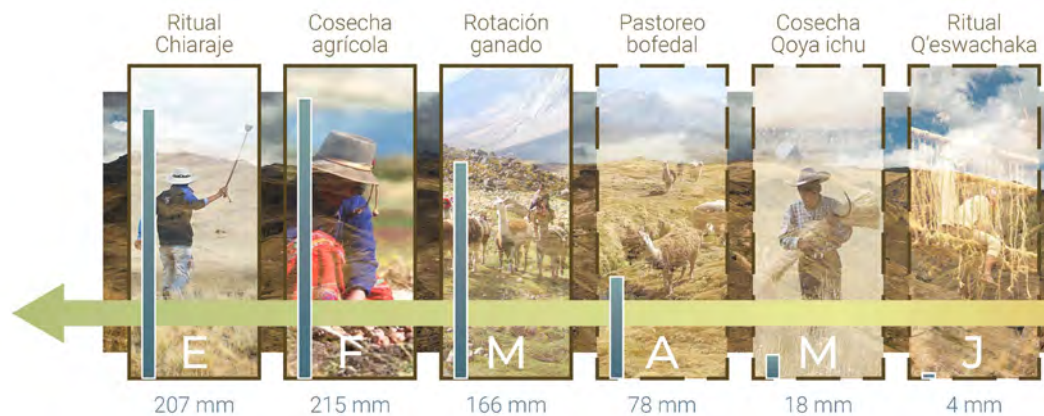 Ritual
Chiaraje
Cosecha
agrícola
Rotación
ganado
Pastoreo
bofedal
Cosecha
Qoya ichu
Ritual
Q'eswachaka
E
F
M
A
M
J
207 mm
215 mm
166 mm
78 mm
18 mm
4 mm